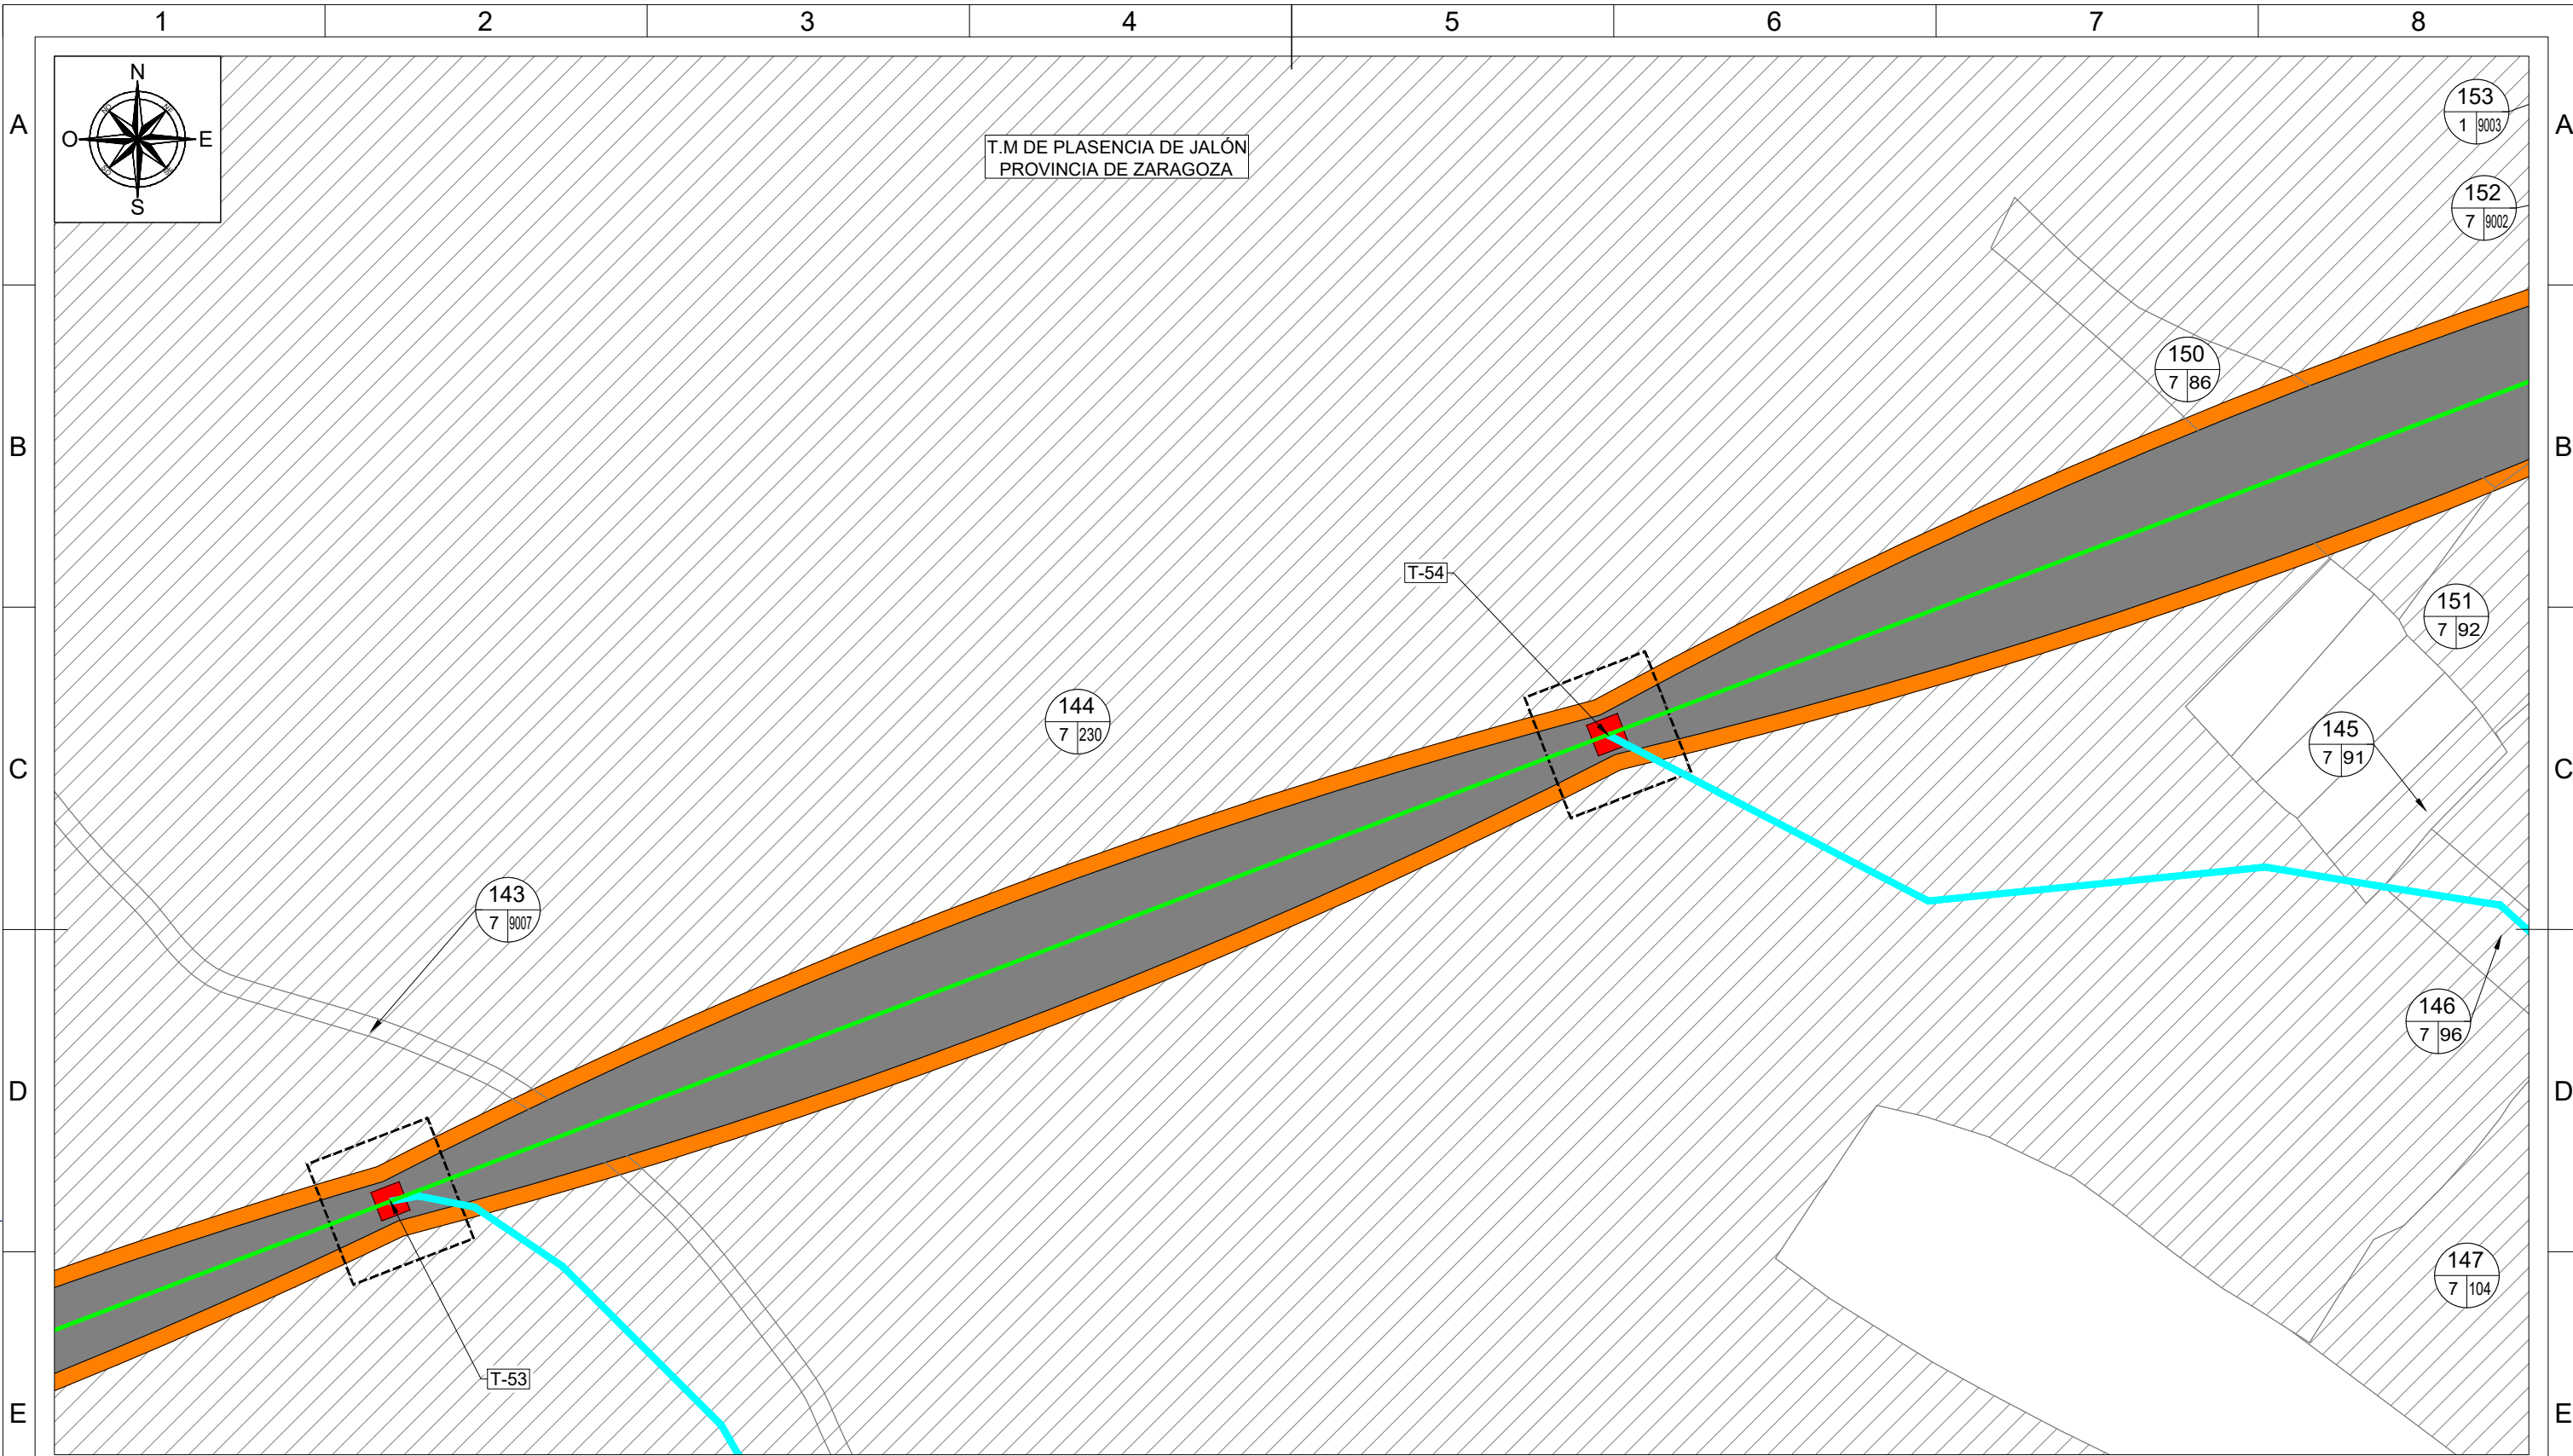 1 2 3 4 5 6 7 8
A A
N
O E
S
T.M DE PLASENCIA DE JALÓN
PROVINCIA DE ZARAGOZA
153
1 9003
152
7 9002
150
7 86
B B
T-54
151
7 92
144
7 230
145
7 91
C C
143
7 9007
146
7 96
D D
147
7 104
T-53
E E